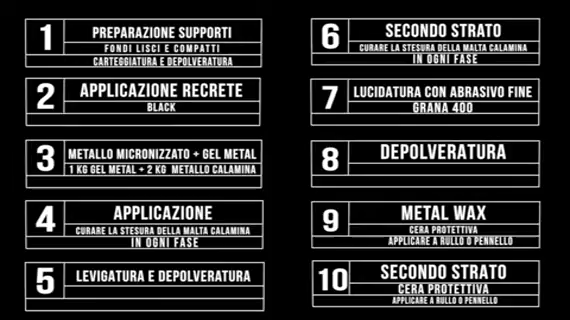 1
PREPARAZIONE SUPPORTI
FONDI LISCI E COMPATTI
CARTEGGIATURA E DEPOLVERATURA
2
APPLICAZIONE RECRETE
BLACK
3
METALLO MICRONIZZATO + GEL METAL
1 KG GEL METAL + 2 KG METALLO CALAMINA
4
APPLICAZIONE
CURARE LA STESURA DELLA MALTA CALAMINA
IN OGNI FASE
5
LEVIGATURA E DEPOLVERATURA
6
SECONDO STRATO
CURARE LA STESURA DELLA MALTA CALAMINA
IN OGNI FASE
7
LUCIDATURA CON ABRASIVO FINE
GRANA 400
8
DEPOLVERATURA
9
METAL WAX
CERA PROTETTIVA
APPLICARE A RULLO O PENNELLO
10
SECONDO STRATO
CERA PROTETTIVA
APPLICARE A RULLO O PENNELLO